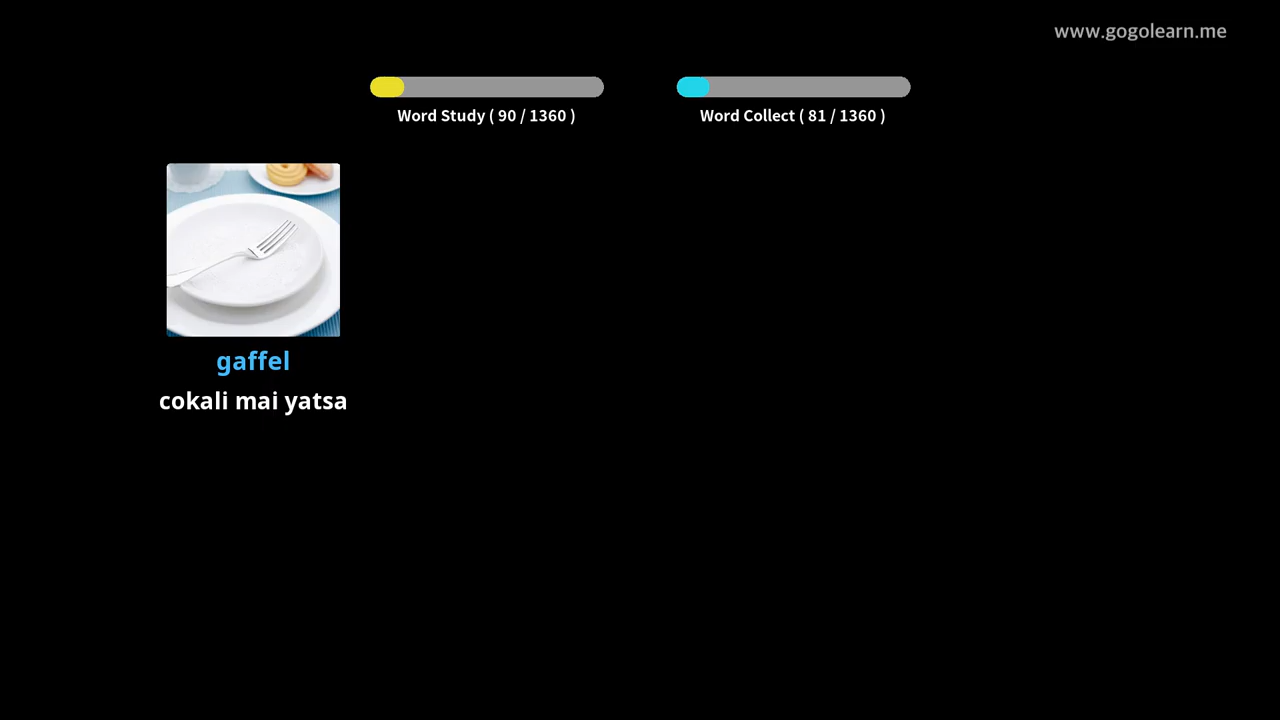 www.gogolearn.me
Word Study ( 90 / 1360 )
Word Collect ( 81 / 1360 )
gaffel
cokali mai yatsa